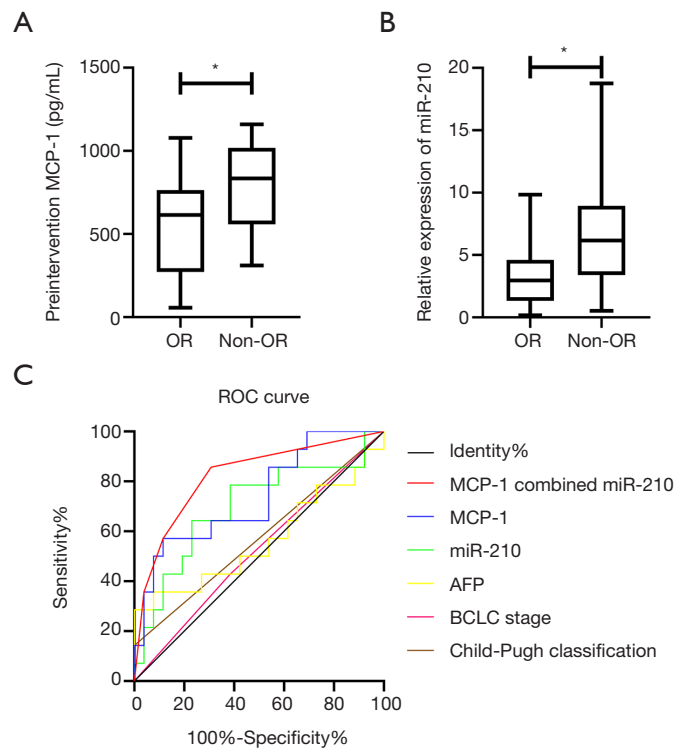 A
Preintervention MCP-1 (pg/mL)
1500
1000
500
0
*
OR
Non-OR
B
Relative expression of miR-210
20
15
10
5
0
*
OR
Non-OR
C
ROC curve
Sensitivity%
100
80
60
40
20
0
0
20
40
60
80
100
100%-Specificity%
Identity%
MCP-1 combined miR-210
MCP-1
miR-210
AFP
BCLC stage
Child-Pugh classification